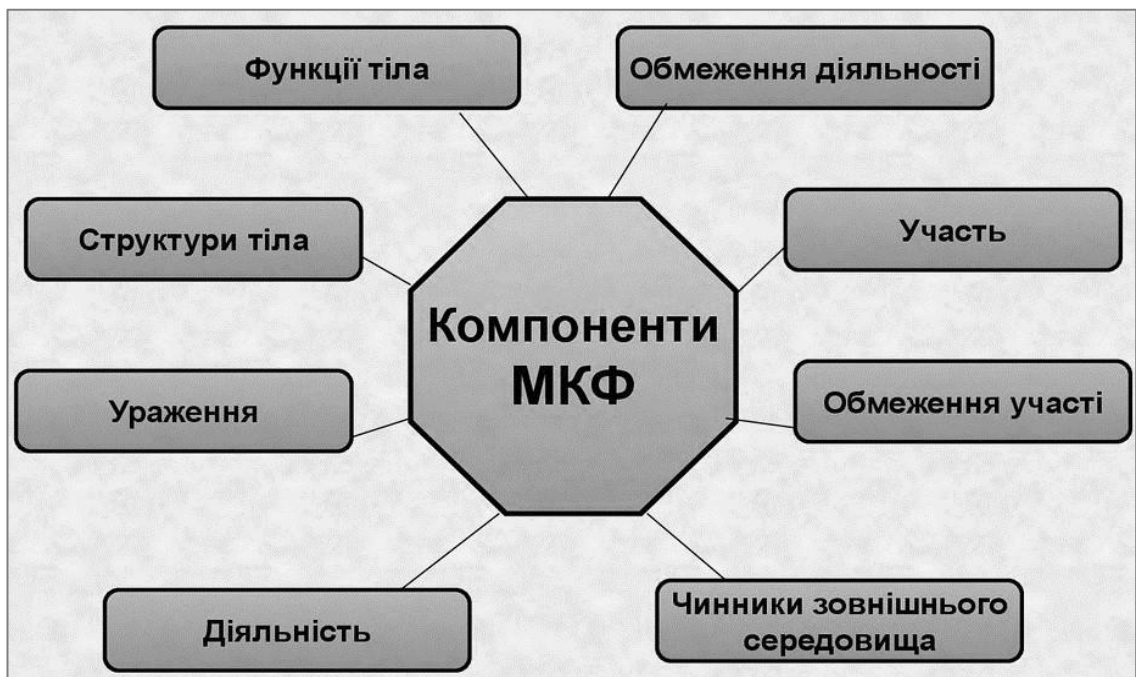 Функції тіла
Обмеження діяльності
Структури тіла
Участь
Компоненти
МКФ
Ураження
Обмеження участі
Діяльність
Чинники зовнішнього
середовища